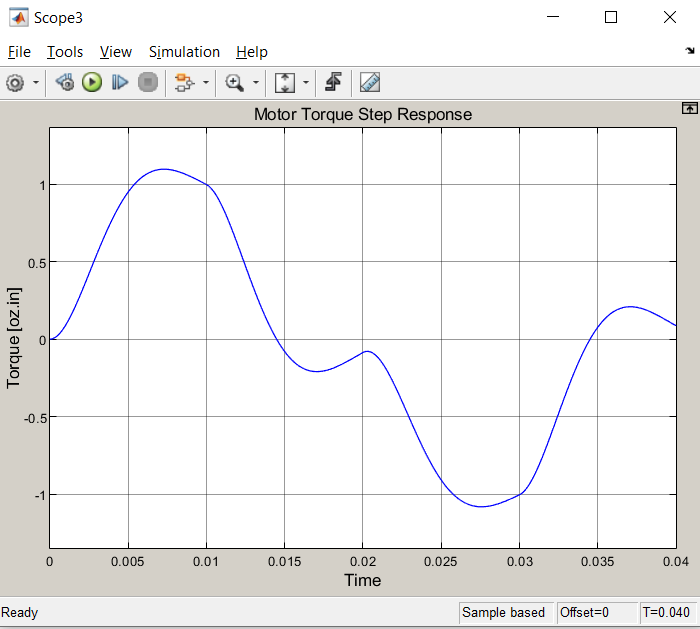 Scope3
File Tools View Simulation Help
Motor Torque Step Response
1
0.5
0
-0.5
-1
Torque [oz.in]
0 0.005 0.01 0.015 0.02 0.025 0.03 0.035 0.04
Time
Ready Sample based Offset=0 T=0.040